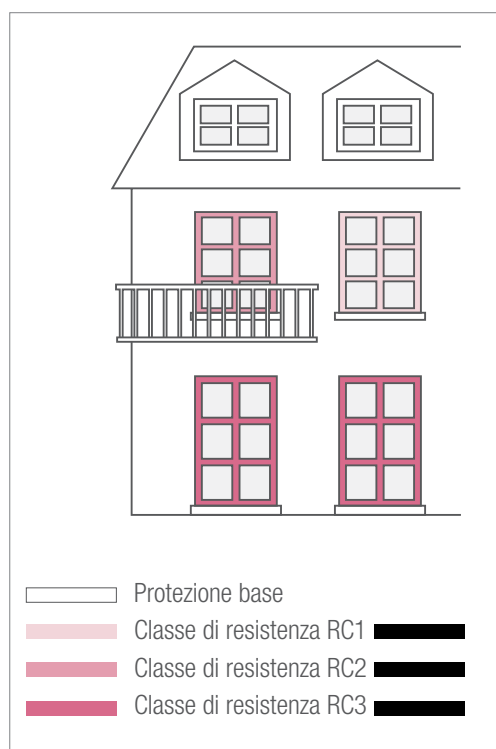 Protezione base
Classe di resistenza RC1
Classe di resistenza RC2
Classe di resistenza RC3